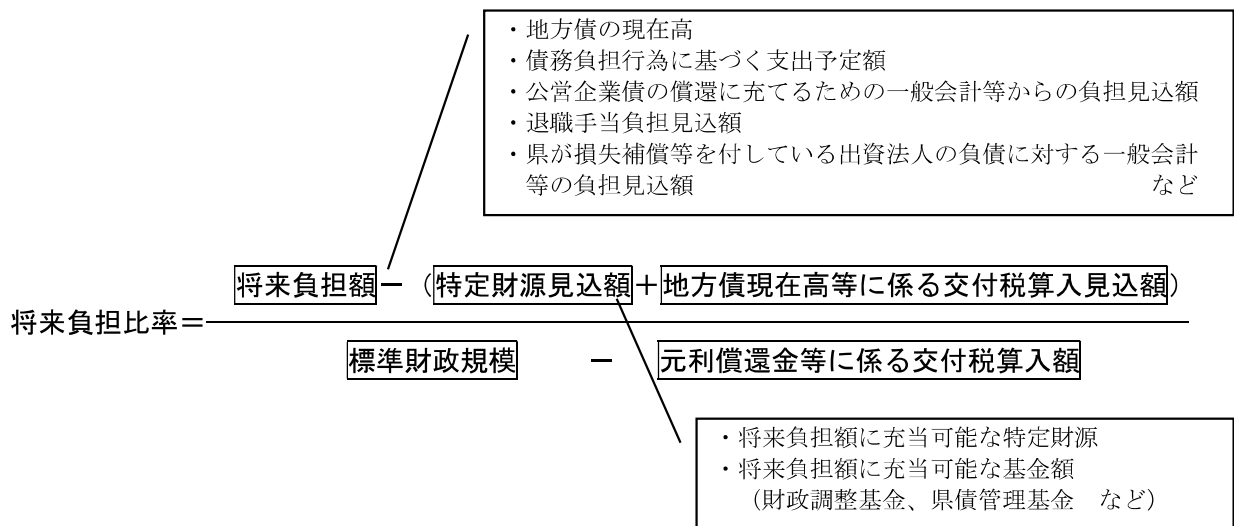 ・地方債の現在高
・債務負担行為に基づく支出予定額
・公営企業債の償還に充てるための一般会計等からの負担見込額
・退職手当負担見込額
・県が損失補償等を付している出資法人の負債に対する一般会計
等の負担見込額 など
将来負担額－（特定財源見込額＋地方債現在高等に係る交付税算入見込額）
将来負担比率＝
標準財政規模 － 元利償還金等に係る交付税算入額
・将来負担額に充当可能な特定財源
・将来負担額に充当可能な基金額
（財政調整基金、県債管理基金 など）